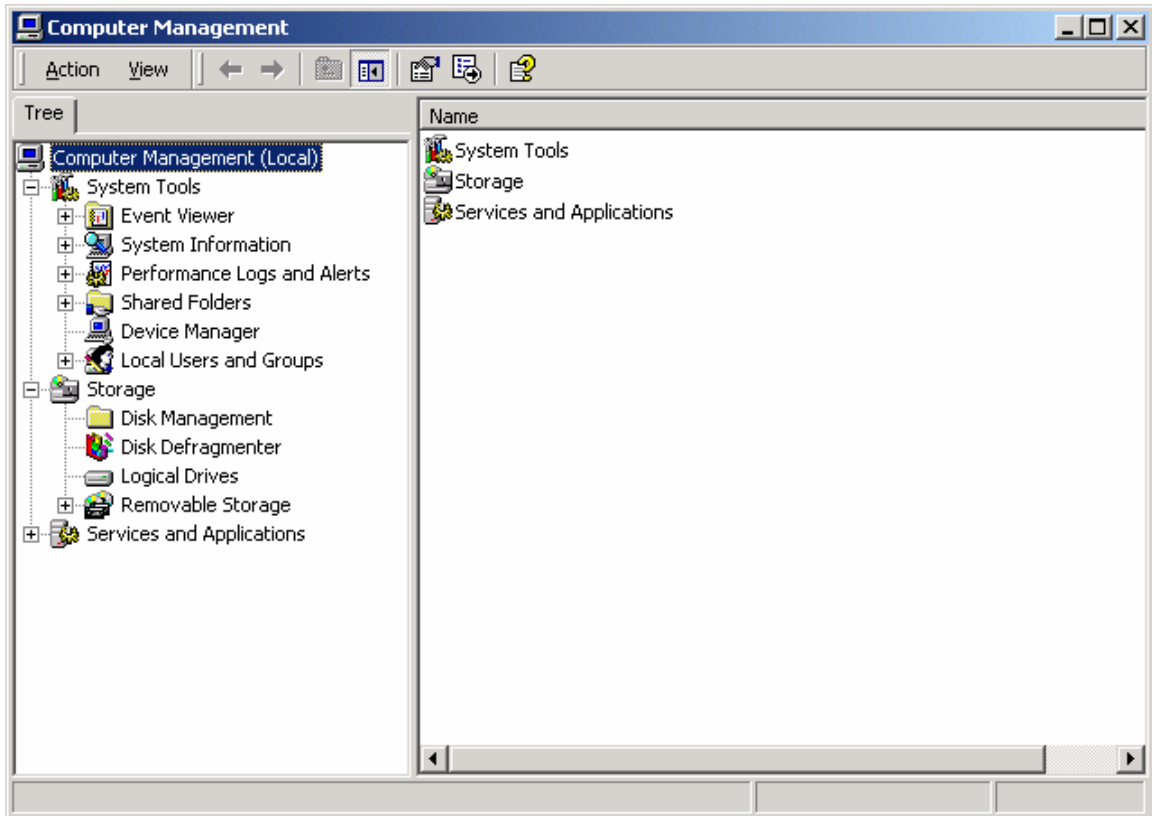 Computer Management
Action View
Tree
Name
Computer Management (Local)
System Tools
Event Viewer
System Information
Performance Logs and Alerts
Shared Folders
Device Manager
Local Users and Groups
Storage
Disk Management
Disk Defragmenter
Logical Drives
Removable Storage
Services and Applications
System Tools
Storage
Services and Applications